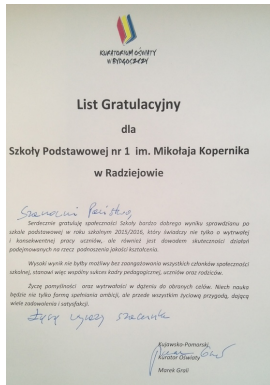 KURATORIUM OŚWIATY
W BYDGOSZCZY
List Gratulacyjny
dla
Szkoły Podstawowej nr 1 im. Mikołaja Kopernika
w Radziejowie
Szanowni Państwo,
Serdecznie gratuluję społeczności Szkoły bardzo dobrego wyniku sprawdzianu po
szkole podstawowej w roku szkolnym 2015/2016, który świadczy nie tylko o wytrwałej
i konsekwentnej pracy uczniów, ale również jest dowodem skuteczności działań
podejmowanych na rzecz podnoszenia jakości kształcenia.
Wysoki wynik nie byłby możliwy bez zaangażowania wszystkich członków społeczności
szkolnej, stanowi więc wspólny sukces kadry pedagogicznej, uczniów oraz rodziców.
Życzę pomyślności oraz wytrwałości w dążeniu do obranych celów. Niech nauka
będzie nie tylko formą spełniania ambicji, ale przede wszystkim życiową przygodą, dającą
wiele zadowolenia i satysfakcji.
Łączę wyrazy szacunku
Kujawsko-Pomorski
Kurator Oświaty
Marek Gralik